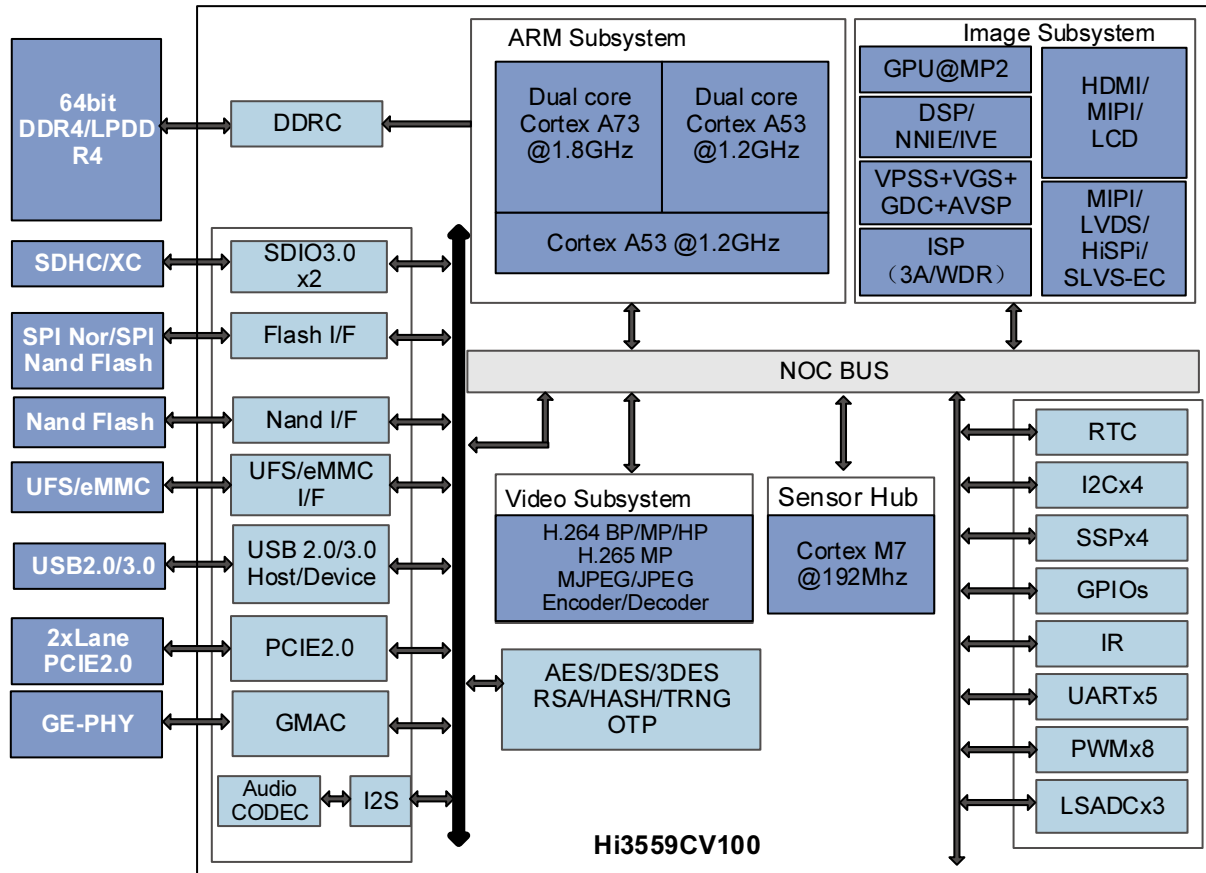 64bit
DDR4/LPDD
R4
DDRC
SDHC/XC
SDIO3.0
x2
SPI Nor/SPI
Nand Flash
Flash I/F
Nand Flash
Nand I/F
UFS/eMMC
UFS/eMMC
I/F
USB2.0/3.0
USB 2.0/3.0
Host/Device
2xLane
PCIE2.0
PCIE2.0
GE-PHY
GMAC
Audio
CODEC
I2S
ARM Subsystem
Dual core
Cortex A73
@1.8GHz
Dual core
Cortex A53
@1.2GHz
Cortex A53 @1.2GHz
Image Subsystem
GPU@MP2
DSP/
NNIE/IVE
VPSS+VGS+
GDC+AVSP
ISP
（3A/WDR）
HDMI/
MIPI/
LCD
MIPI/
LVDS/
HiSPi/
SLVS-EC
NOC BUS
Video Subsystem
H.264 BP/MP/HP
H.265 MP
MJPEG/JPEG
Encoder/Decoder
Sensor Hub
Cortex M7
@192Mhz
AES/DES/3DES
RSA/HASH/TRNG
OTP
RTC
I2Cx4
SSPx4
GPIOs
IR
UARTx5
PWMx8
LSADCx3
Hi3559CV100